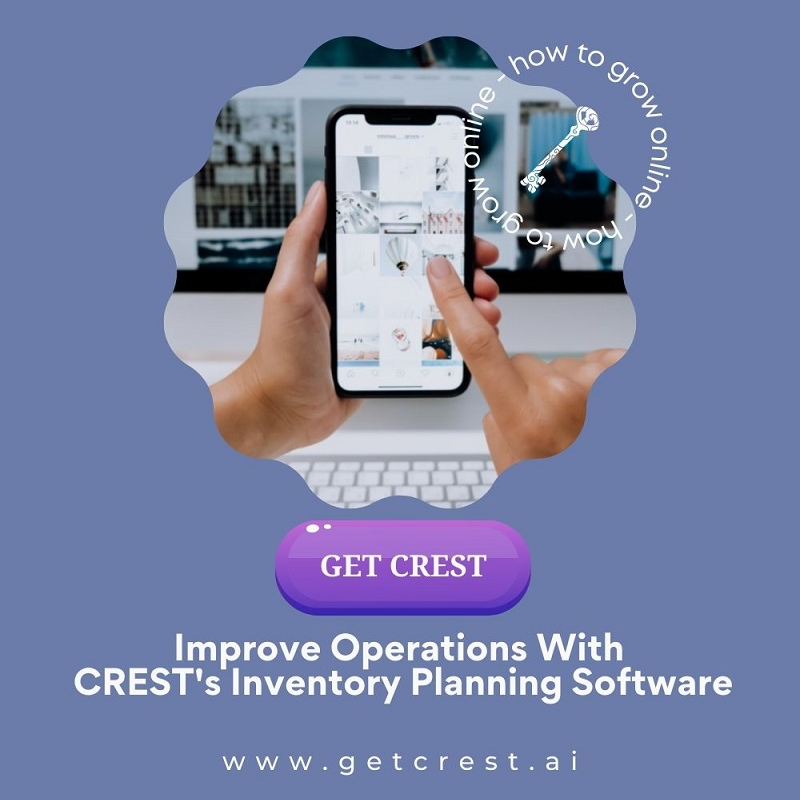 how to grow online - how to grow online -
GET CREST
Improve Operations With
CREST's Inventory Planning Software
www.getcrest.ai